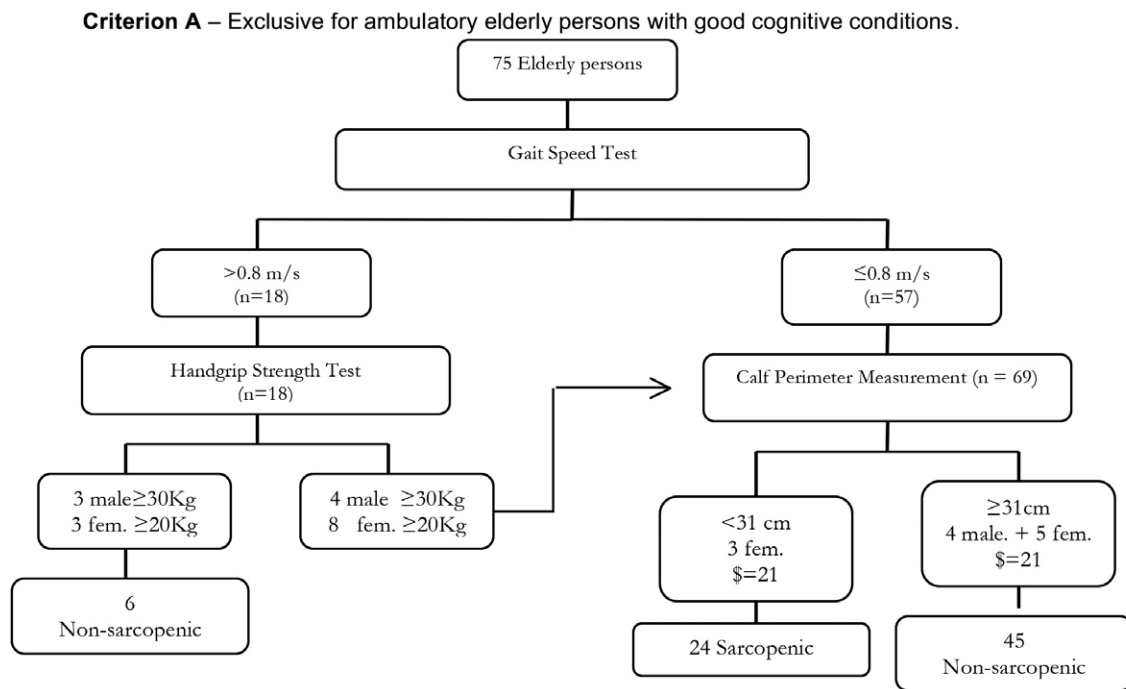 Criterion A – Exclusive for ambulatory elderly persons with good cognitive conditions.
75 Elderly persons
Gait Speed Test
>0.8 m/s
(n=18)
≤0.8 m/s
(n=57)
Handgrip Strength Test
(n=18)
Calf Perimeter Measurement (n = 69)
3 male≥30Kg
3 fem. ≥20Kg
4 male ≥30Kg
8 fem. ≥20Kg
<31 cm
3 fem.
$=21
≥31cm
4 male. + 5 fem.
$=21
6
Non-sarcopenic
24 Sarcopenic
45
Non-sarcopenic